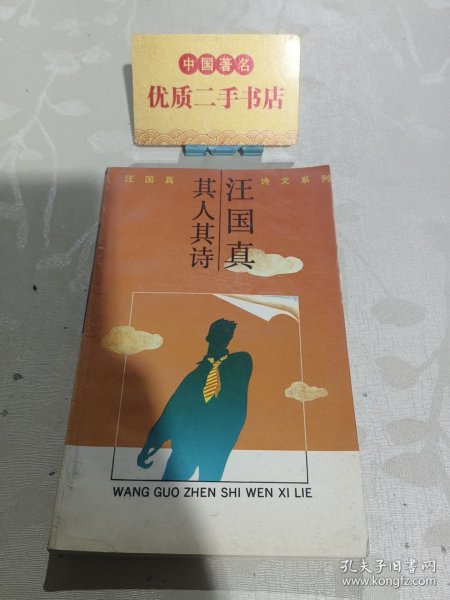 中国著名
优质二手书店
汪国真
诗文系列
汪国真
其人其诗
WANG GUO ZHEN SHI WEN XI LIE
孔夫子旧书网
www.kongfz.com